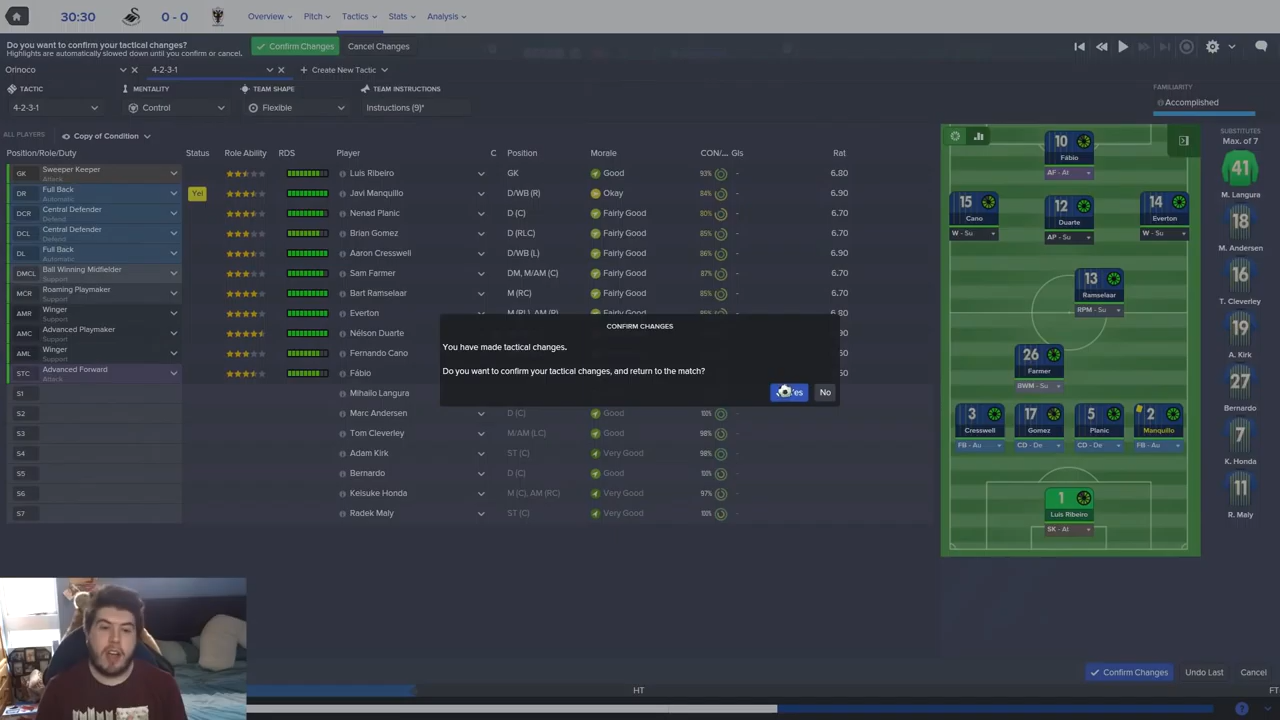 30:30 0 - 0 Overview Pitch Tactics Stats Analysis
Do you want to confirm your tactical changes?
Highlights are automatically slowed down until you confirm or cancel.
Confirm Changes Cancel Changes
Orinoco 4-2-3-1 Create New Tactic
TACTIC MENTALITY TEAM SHAPE TEAM INSTRUCTIONS FAMILIARITY
4-2-3-1 Control Flexible Instructions (9)* Accomplished
ALL PLAYERS Copy of Condition
Position/Role/Duty Status Role Ability RDS Player C Position Morale CON/... Gls Rat
GK Sweeper Keeper Attack Luis Ribeiro GK Good 93% - 6.80
DR Full Back Automatic Yel Javi Manquillo D/WB (R) Okay 84% - 6.90
DCR Central Defender Defend Nenad Planic D (C) Fairly Good 80% - 6.70
DCL Central Defender Defend Brian Gomez D (RLC) Fairly Good 85% - 6.70
DL Full Back Automatic Aaron Cresswell D/WB (L) Fairly Good 86% - 6.90
DMCL Ball Winning Midfielder Support Sam Farmer DM, M/AM (C) Fairly Good 87% - 6.70
MCR Roaming Playmaker Support Bart Ramselaar M (RC) Fairly Good 85% - 6.70
AMR Winger Support Everton
AMC Advanced Playmaker Support Nélson Duarte
AML Winger Support Fernando Cano
STC Advanced Forward Attack Fábio
CONFIRM CHANGES
You have made tactical changes.
Do you want to confirm your tactical changes, and return to the match?
No
S1 Mihailo Langura
S2 Marc Andersen D (C) Good 100% -
S3 Tom Cleverley M/AM (LC) Good 98% -
S4 Adam Kirk ST (C) Very Good 98% -
S5 Bernardo D (C) Good 100% -
S6 Keisuke Honda M (C), AM (RC) Very Good 97% -
S7 Radek Maly ST (C) Very Good 100% -
10
Fábio
AF - At
15 12 14
Cano Duarte Everton
W - Su AP - Su W - Su
13
Ramselaar
RPM - Su
26
Farmer
BWM - Su
3 17 5 2
Cresswell Gomez Planic Manquillo
FB - Au CD - De CD - De FB - Au
1
Luis Ribeiro
SK - At
SUBSTITUTES
Max. of 7
41
M. Langura
18
M. Andersen
16
T. Cleverley
19
A. Kirk
27
Bernardo
7
K. Honda
11
R. Maly
Confirm Changes Undo Last Cancel
HT FT